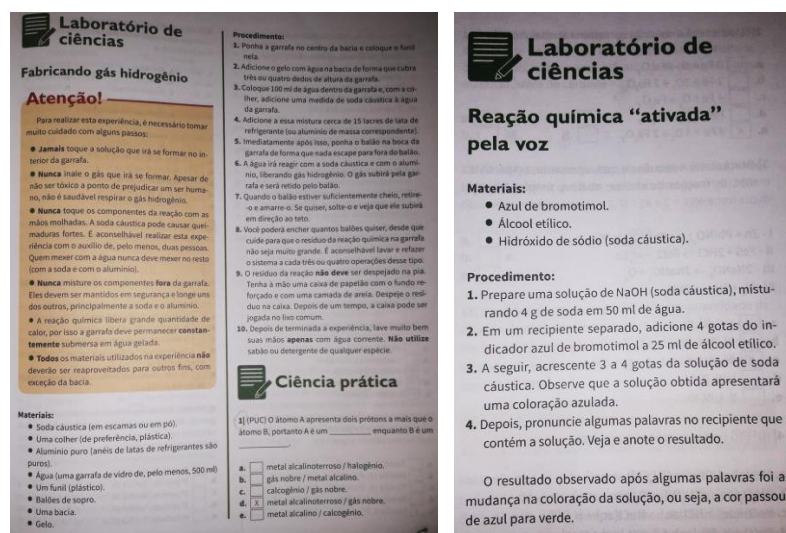 Laboratório de
ciências
Fabricando gás hidrogênio
Atenção!
Para realizar esta experiência, é necessário tomar
muito cuidado com alguns passos:
● Jamais toque a solução que irá se formar no in-
terior da garrafa.
● Nunca inale o gás que irá se formar. Apesar de
não ser tóxico a ponto de prejudicar um ser huma-
no, não é saudável respirar o gás hidrogênio.
● Nunca toque os componentes da reação com as
mãos molhadas. A soda cáustica pode causar quei-
maduras fortes. É aconselhável realizar esta expe-
riência com o auxílio de, pelo menos, duas pessoas.
Quem mexer com a água nunca deve mexer no resto
(com a soda e com o alumínio).
● Nunca misture os componentes fora da garrafa.
Eles devem ser mantidos em segurança e longe uns
dos outros, principalmente a soda e o alumínio.
● A reação química libera grande quantidade de
calor, por isso a garrafa deve permanecer constan-
temente submersa em água gelada.
● Todos os materiais utilizados na experiência não
deverão ser reaproveitados para outros fins, com
exceção da bacia.
Materiais:
● Soda cáustica (em escamas ou em pó).
● Uma colher (de preferência, plástica).
● Alumínio puro (anéis de latas de refrigerantes são
puros).
● Água (uma garrafa de vidro de, pelo menos, 500 ml)
● Um funil (plástico).
● Balões de sopro.
● Uma bacia.
● Gelo.
Procedimento:
1. Ponha a garrafa no centro da bacia e coloque o funil
nela.
2. Adicione o gelo com água na bacia de forma que cubra
três ou quatro dedos de altura da garrafa.
3. Coloque 100 ml de água dentro da garrafa e, com a co-
lher, adicione uma medida de soda cáustica à água
da garrafa.
4. Adicione a essa mistura cerca de 15 lacres de lata de
refrigerante (ou alumínio de massa correspondente).
5. Imediatamente após isso, ponha o balão na boca da
garrafa de forma que nada escape para fora do balão.
6. A água irá reagir com a soda cáustica e com o alumí-
nio, liberando gás hidrogênio. O gás subirá pela gar-
rafa e será retido pelo balão.
7. Quando o balão estiver suficientemente cheio, retire-
-o e amarre-o. Se quiser, solte-o e veja que ele subirá
em direção ao teto.
8. Você poderá encher quantos balões quiser, desde que
cuide para que o resíduo da reação química na garrafa
não seja muito grande. É aconselhável lavar e refazer
o sistema a cada três ou quatro operações desse tipo.
9. O resíduo da reação não deve ser despejado na pia.
Tenha à mão uma caixa de papelão com o fundo re-
forçado e com uma camada de areia. Despeje o resí-
duo na caixa. Depois de um tempo, a caixa pode ser
jogada no lixo comum.
10. Depois de terminada a experiência, lave muito bem
suas mãos apenas com água corrente. Não utilize
sabão ou detergente de qualquer espécie.
Ciência prática
1| (PUC) O átomo A apresenta dois prótons a mais que o
átomo B, portanto A é um __________ enquanto B é um
__________.
a. metal alcalinoterroso / halogênio.
b. gás nobre / metal alcalino.
c. calcogênio / gás nobre.
d. x metal alcalinoterroso / gás nobre.
e. metal alcalino / calcogênio.
Laboratório de
ciências
Reação química “ativada”
pela voz
Materiais:
● Azul de bromotimol.
● Álcool etílico.
● Hidróxido de sódio (soda cáustica).
Procedimento:
1. Prepare uma solução de NaOH (soda cáustica), mistu-
rando 4 g de soda em 50 ml de água.
2. Em um recipiente separado, adicione 4 gotas do in-
dicador azul de bromotimol a 25 ml de álcool etílico.
3. A seguir, acrescente 3 a 4 gotas da solução de soda
cáustica. Observe que a solução obtida apresentará
uma coloração azulada.
4. Depois, pronuncie algumas palavras no recipiente que
contém a solução. Veja e anote o resultado.
O resultado observado após algumas palavras foi a
mudança na coloração da solução, ou seja, a cor passou
de azul para verde.